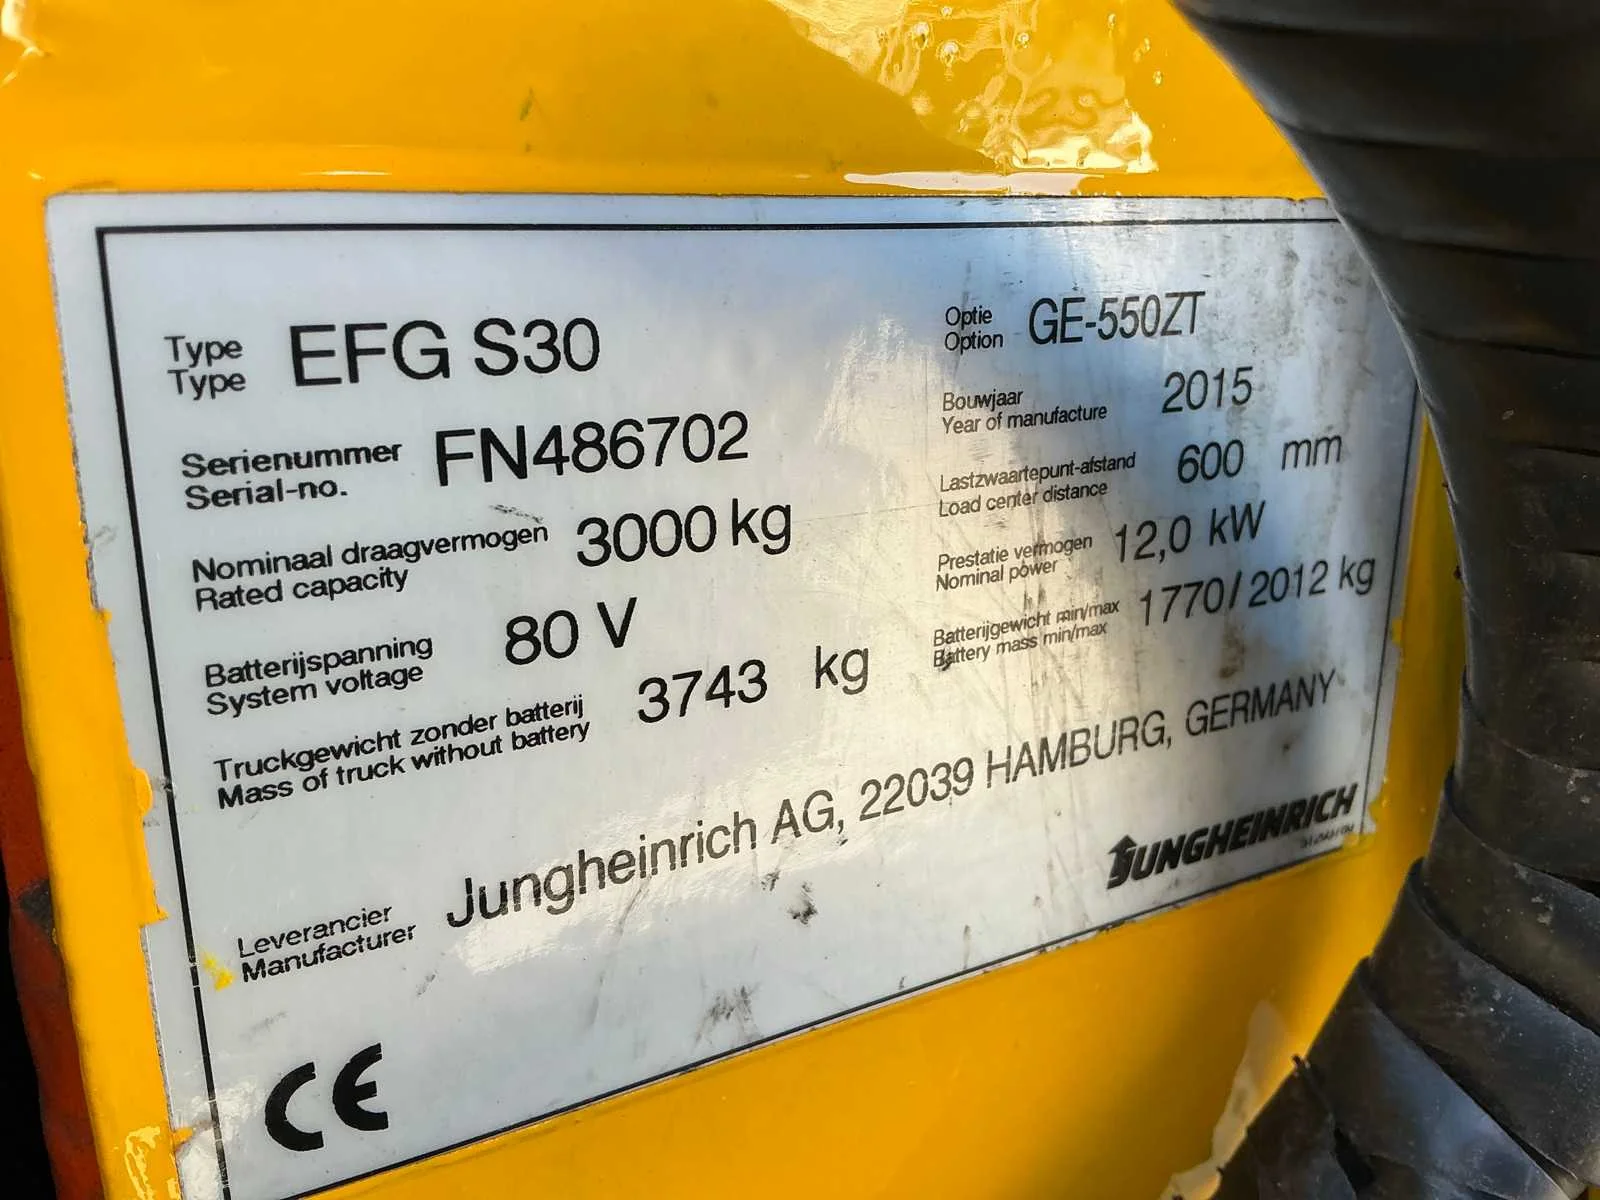 Type
Type
EFG S30
Optie
Option
GE-550ZT
Serienummer
Serial-no.
FN486702
Bouwjaar
Year of manufacture
2015
Nominaal draagvermogen
Rated capacity
3000 kg
Lastzwaartepunt-afstand
Load center distance
600 mm
Batterijspanning
System voltage
80 V
Prestatie vermogen
Nominal power
12,0 kW
Truckgewicht zonder batterij
Mass of truck without battery
3743 kg
Batterijgewicht min/max
Battery mass min/max
1770/2012 kg
Leverancier
Manufacturer
Jungheinrich AG, 22039 HAMBURG, GERMANY
JUNGHEINRICH
CE